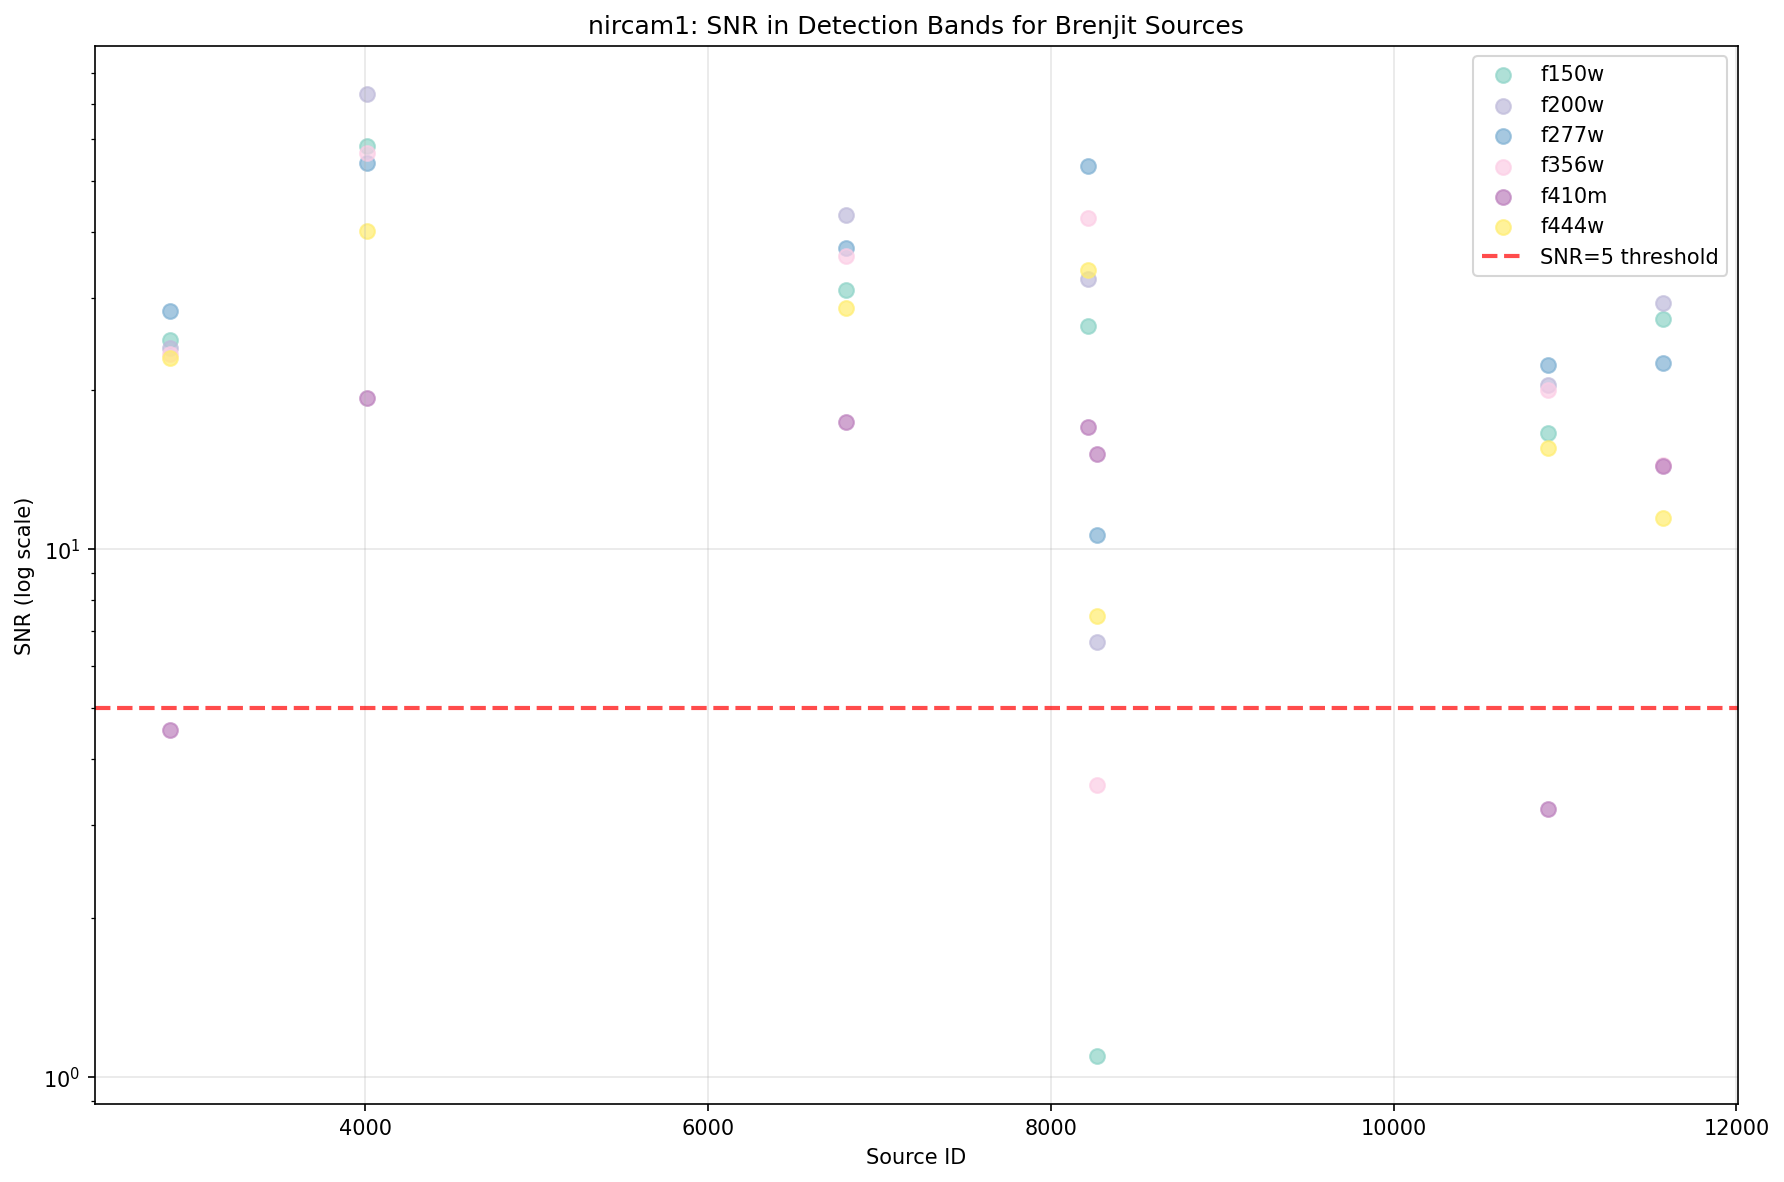 nircam1: SNR in Detection Bands for Brenjit Sources
f150w
f200w
f277w
f356w
f410m
f444w
SNR=5 threshold
SNR (log scale)
10¹
10⁰
4000
6000
8000
10000
12000
Source ID